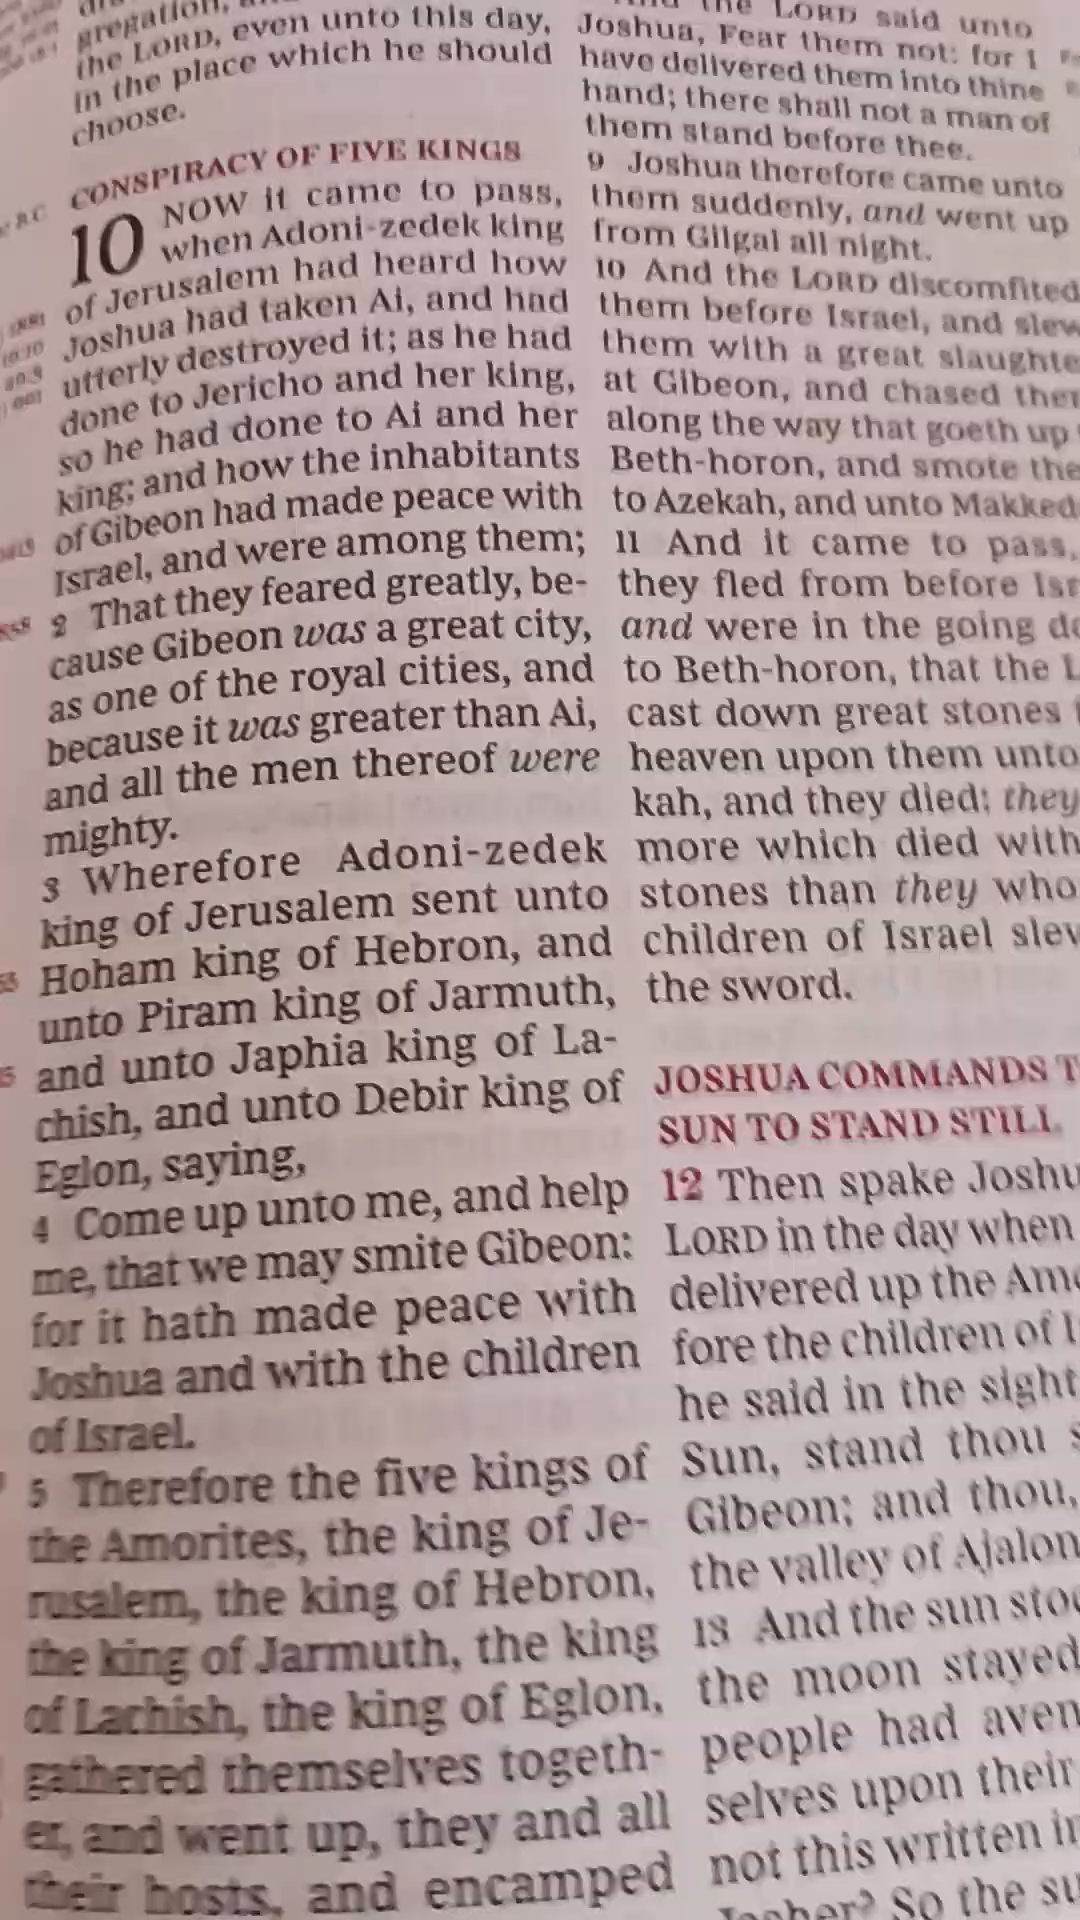 the LORD, even unto this day,
in the place which he should
choose.
CONSPIRACY OF FIVE KINGS
10 NOW it came to pass,
when Adoni-zedek king
of Jerusalem had heard how
Joshua had taken Ai, and had
utterly destroyed it; as he had
done to Jericho and her king,
so he had done to Ai and her
king; and how the inhabitants
of Gibeon had made peace with
Israel, and were among them;
2 That they feared greatly, be-
cause Gibeon was a great city,
as one of the royal cities, and
because it was greater than Ai,
and all the men thereof were
mighty.
3 Wherefore Adoni-zedek
king of Jerusalem sent unto
Hoham king of Hebron, and
unto Piram king of Jarmuth,
and unto Japhia king of La-
chish, and unto Debir king of
Eglon, saying,
4 Come up unto me, and help
me, that we may smite Gibeon:
for it hath made peace with
Joshua and with the children
of Israel.
5 Therefore the five kings of
the Amorites, the king of Je-
rusalem, the king of Hebron,
the king of Jarmuth, the king
of Lachish, the king of Eglon,
gathered themselves togeth-
er, and went up, they and all
their hosts, and encamped
the LORD said unto
Joshua, Fear them not: for I
have delivered them into thine
hand; there shall not a man of
them stand before thee.
9 Joshua therefore came unto
them suddenly, and went up
from Gilgal all night.
10 And the LORD discomfited
them before Israel, and slew
them with a great slaughte
at Gibeon, and chased the
along the way that goeth up
Beth-horon, and smote the
to Azekah, and unto Makked
11 And it came to pass,
they fled from before Isr
and were in the going do
to Beth-horon, that the L
cast down great stones
heaven upon them unto
kah, and they died: they
more which died with
stones than they who
children of Israel slew
the sword.
JOSHUA COMMANDS T
SUN TO STAND STILL
12 Then spake Joshu
LORD in the day when
delivered up the Amo
fore the children of I
he said in the sight
Sun, stand thou s
Gibeon; and thou,
the valley of Ajalon
13 And the sun stoo
the moon stayed
people had aven
selves upon their
not this written in
Jasher? So the su